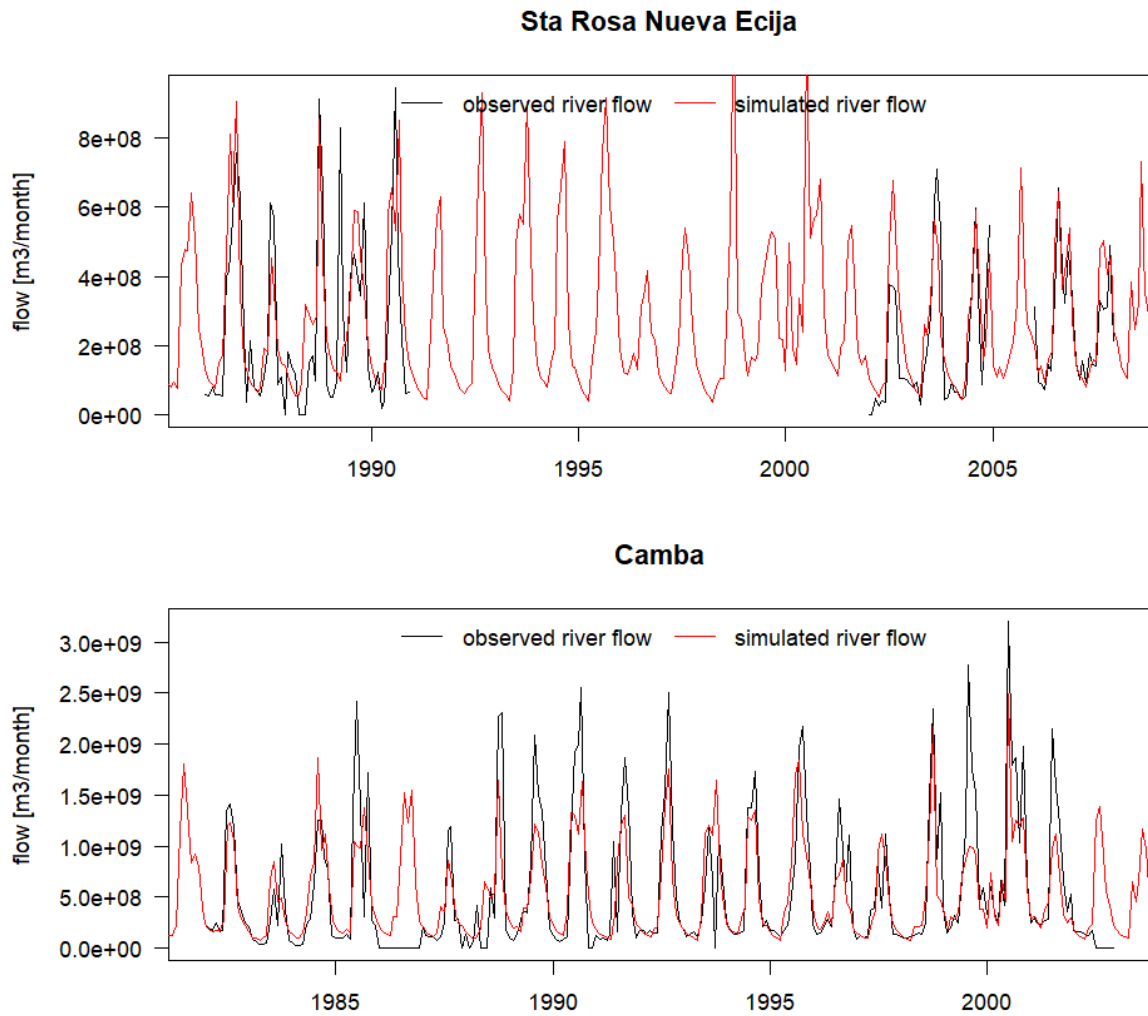 Sta Rosa Nueva Ecija
observed river flow simulated river flow
8e+08
6e+08
4e+08
2e+08
0e+00
flow [m3/month]
1990 1995 2000 2005
Camba
observed river flow simulated river flow
3.0e+09
2.5e+09
2.0e+09
1.5e+09
1.0e+09
5.0e+08
0.0e+00
flow [m3/month]
1985 1990 1995 2000